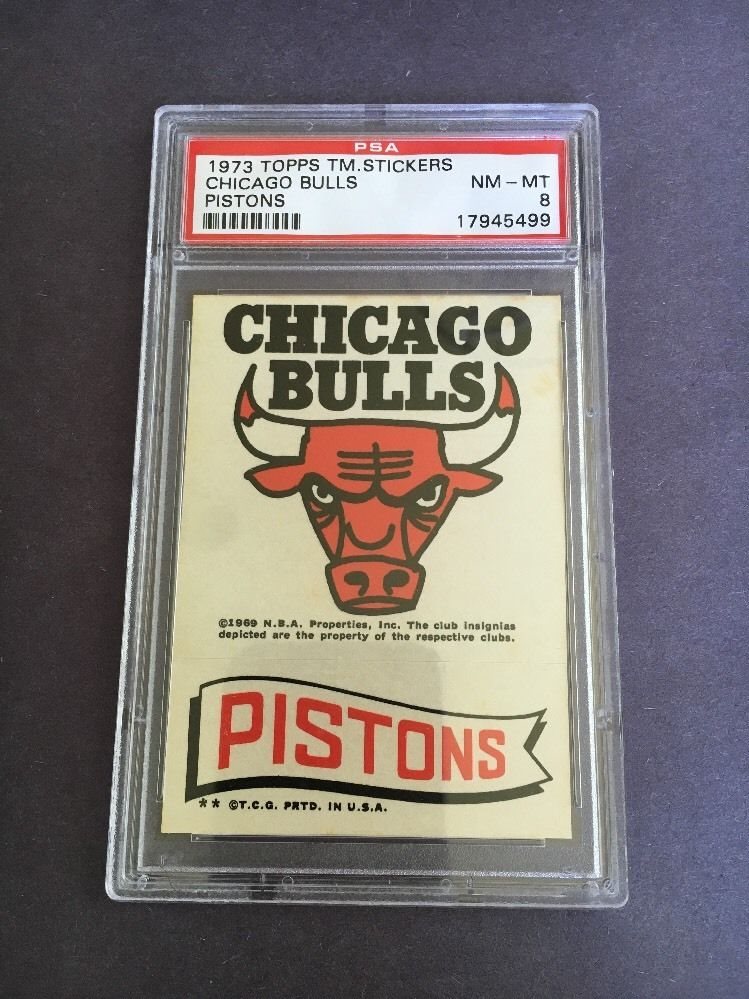 PSA
1973 TOPPS TM.STICKERS
CHICAGO BULLS NM - MT
PISTONS 8
17945499
CHICAGO
BULLS
©1969 N.B.A. Properties, Inc. The club insignias
depicted are the property of the respective clubs.
PISTONS
** ©T.C.G. PRTD. IN U.S.A.